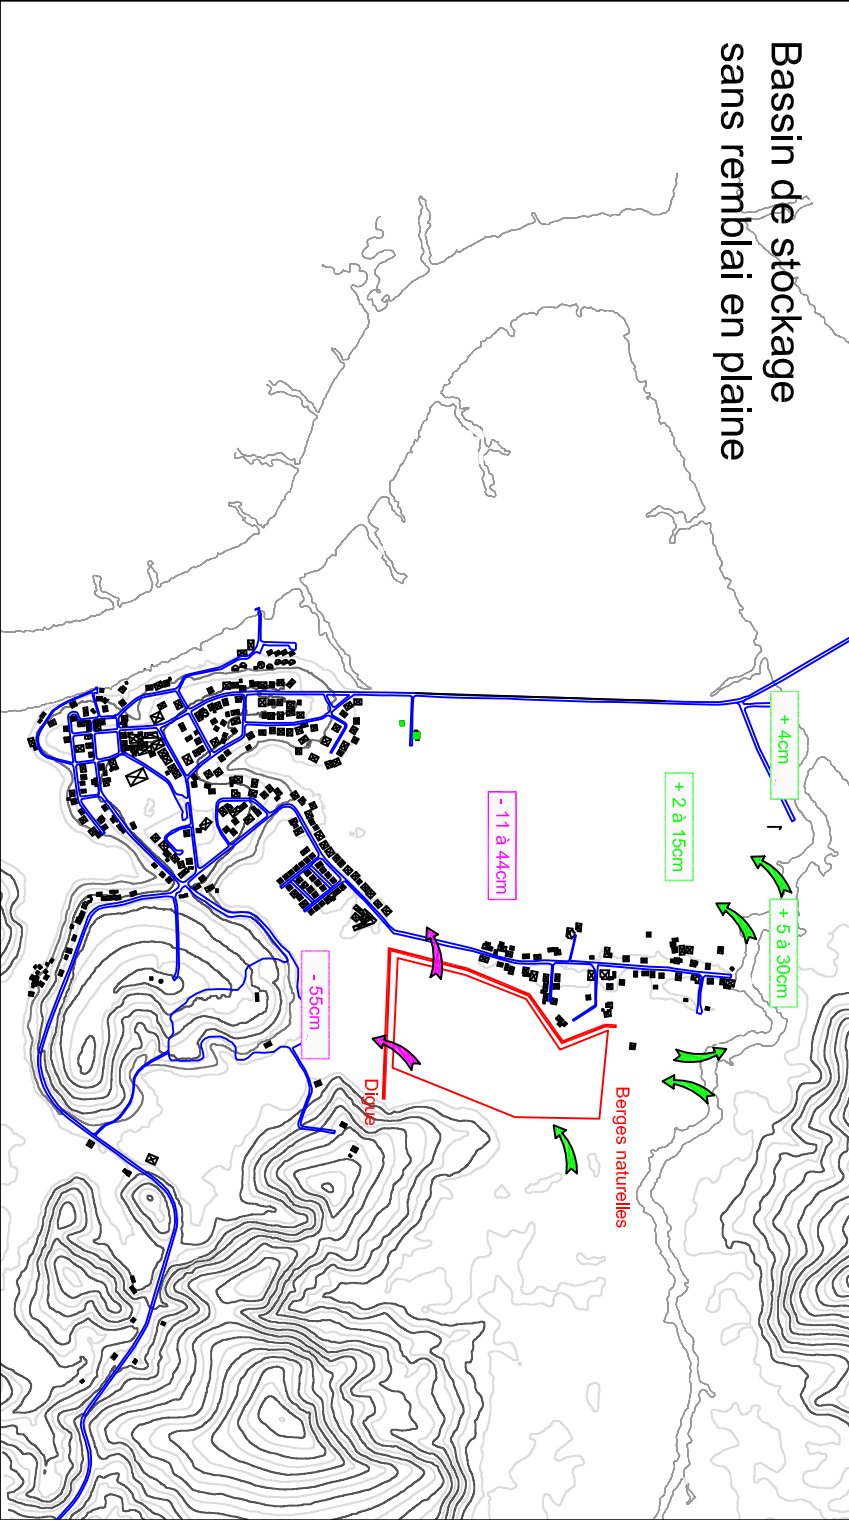 Bassin de stockage
sans remblai en plaine
+ 4cm
+ 5 à 30cm
+ 2 à 15cm
- 11 à 44cm
- 55cm
Berges naturelles
Digue